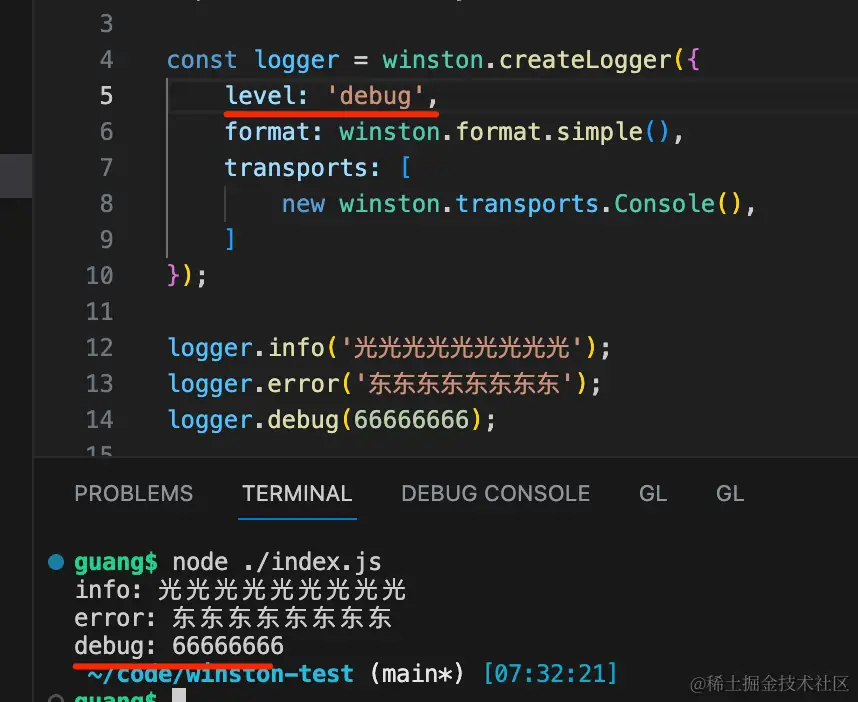 3
4 const logger = winston.createLogger({
5 level: 'debug',
6 format: winston.format.simple(),
7 transports: [
8 new winston.transports.Console(),
9 ]
10 });
11
12 logger.info('光光光光光光光光光');
13 logger.error('东东东东东东东东');
14 logger.debug(66666666);
15
PROBLEMS TERMINAL DEBUG CONSOLE GL GL
guang$ node ./index.js
info: 光光光光光光光光光
error: 东东东东东东东东
debug: 66666666
~/code/winston-test (main*) [07:32:21]
guang$
@稀土掘金技术社区